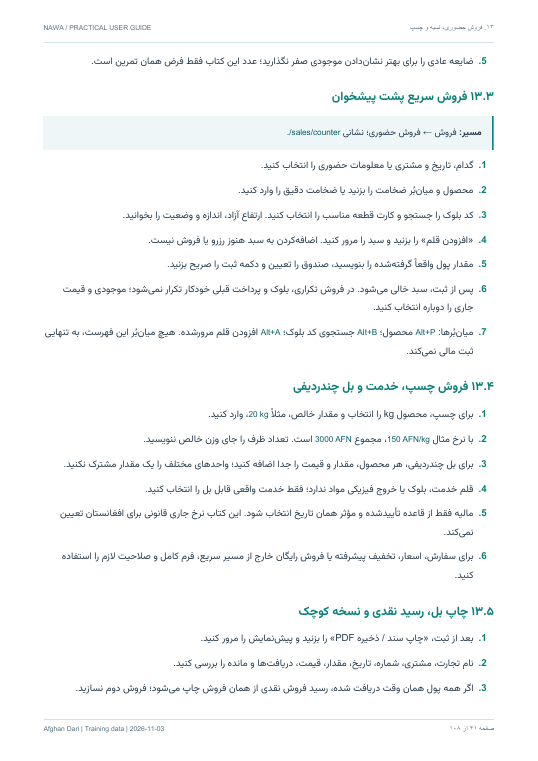 ۱۳. فروش حضوری، نسیه و چسپ
NAWA / PRACTICAL USER GUIDE
5. ضایعه عادی را برای بهتر نشان‌دادن موجودی صفر نگذارید؛ عدد این کتاب فقط فرض همان تمرین است.
۱۳.۳ فروش سریع پشت پیشخوان
مسیر: فروش ← فروش حضوری؛ نشانی /sales/counter.
1. گدام، تاریخ و مشتری یا معلومات حضوری را انتخاب کنید.
2. محصول و میان‌بُر ضخامت را بزنید یا ضخامت دقیق را وارد کنید.
3. کد بلوک را جستجو و کارت قطعه مناسب را انتخاب کنید. ارتفاع آزاد، اندازه و وضعیت را بخوانید.
4. «افزودن قلم» را بزنید و سبد را مرور کنید. اضافه‌کردن به سبد هنوز رزرو یا فروش نیست.
5. مقدار پول واقعاً گرفته‌شده را بنویسید، صندوق را تعیین و دکمه ثبت را صریح بزنید.
6. پس از ثبت، سبد خالی می‌شود. در فروش تکراری، بلوک و پرداخت قبلی خودکار تکرار نمی‌شود؛ موجودی و قیمت
جاری را دوباره انتخاب کنید.
7. میان‌بُرها: Alt+P محصول؛ Alt+B جستجوی کد بلوک؛ Alt+A افزودن قلم مرورشده. هیچ میان‌بُر این فهرست، به تنهایی
ثبت مالی نمی‌کند.
۱۳.۴ فروش چسپ، خدمت و بل چندردیفی
1. برای چسپ، محصول kg را انتخاب و مقدار خالص، مثلاً 20 kg، وارد کنید.
2. با نرخ مثال 150 AFN/kg، مجموع 3000 AFN است. تعداد ظرف را جای وزن خالص ننویسید.
3. برای بل چندردیفی، هر محصول، مقدار و قیمت را جدا اضافه کنید؛ واحدهای مختلف را یک مقدار مشترک نکنید.
4. قلم خدمت، بلوک یا خروج فیزیکی مواد ندارد؛ فقط خدمت واقعی قابل بل را انتخاب کنید.
5. مالیه فقط از قاعده تأییدشده و مؤثر همان تاریخ انتخاب شود. این کتاب نرخ جاری قانونی برای افغانستان تعیین
نمی‌کند.
6. برای سفارش، اسعار، تخفیف پیشرفته یا فروش رایگان خارج از مسیر سریع، فرم کامل و صلاحیت لازم را استفاده
کنید.
۱۳.۵ چاپ بل، رسید نقدی و نسخه کوچک
1. بعد از ثبت، «چاپ سند / ذخیره PDF» را بزنید و پیش‌نمایش را مرور کنید.
2. نام تجارت، مشتری، شماره، تاریخ، مقدار، قیمت، دریافت‌ها و مانده را بررسی کنید.
3. اگر همه پول همان وقت دریافت شده، رسید فروش نقدی از همان فروش چاپ می‌شود؛ فروش دوم نسازید.
صفحه ۴۱ از ۱۰۸
Afghan Dari | Training data | 2026-11-03